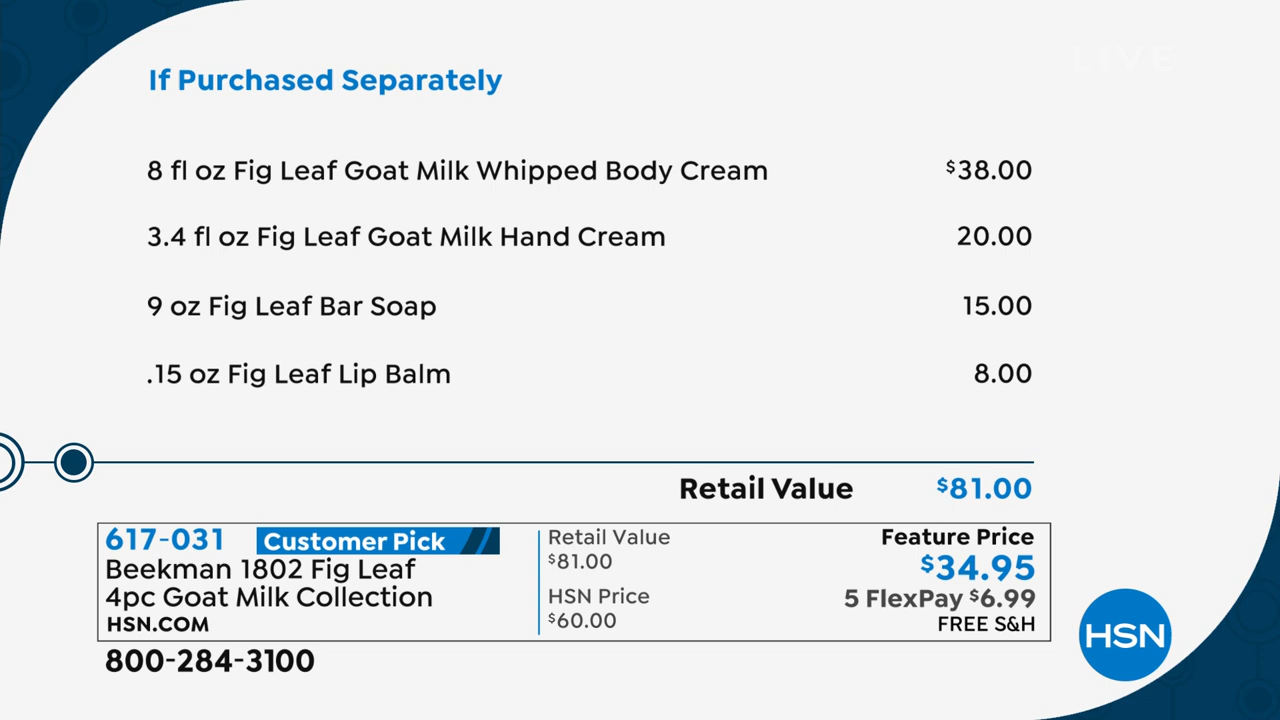 LIVE
If Purchased Separately
8 fl oz Fig Leaf Goat Milk Whipped Body Cream $38.00
3.4 fl oz Fig Leaf Goat Milk Hand Cream 20.00
9 oz Fig Leaf Bar Soap 15.00
.15 oz Fig Leaf Lip Balm 8.00
Retail Value $81.00
617-031 Customer Pick
Beekman 1802 Fig Leaf
4pc Goat Milk Collection
HSN.COM
Retail Value
$81.00
HSN Price
$60.00
Feature Price
$34.95
5 FlexPay $6.99
FREE S&H
HSN
800-284-3100